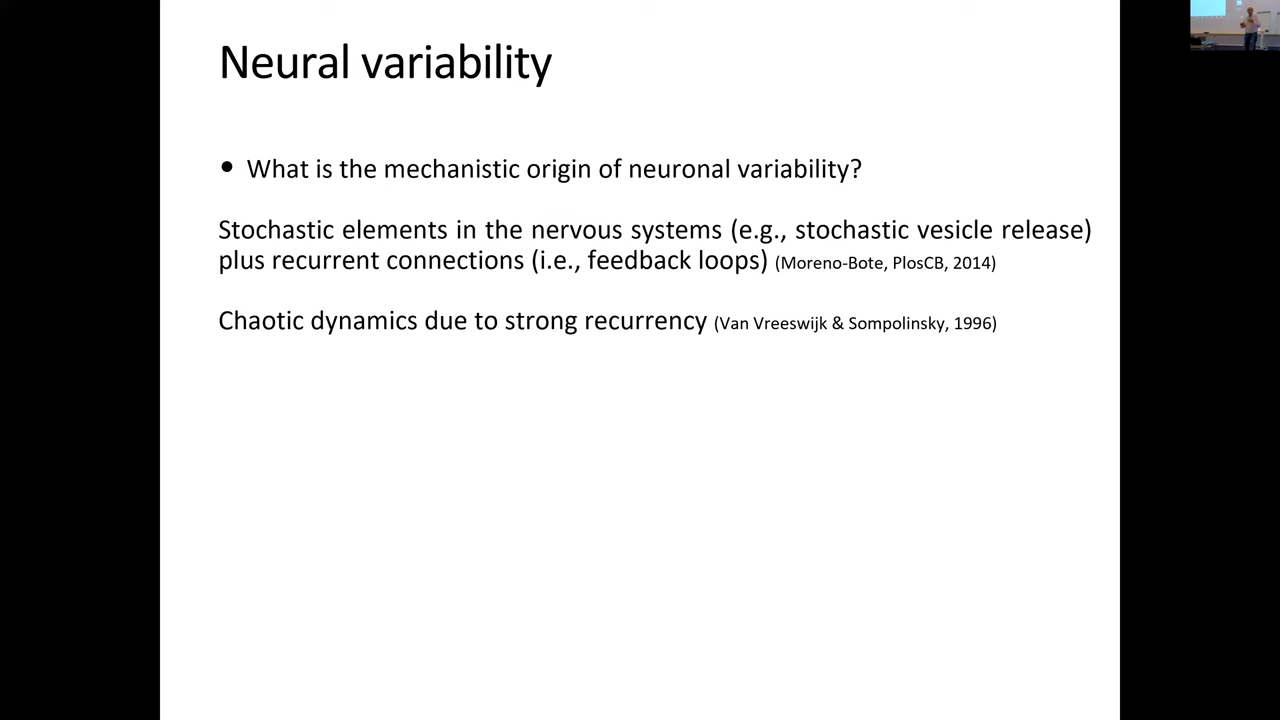 Neural variability
• What is the mechanistic origin of neuronal variability?
Stochastic elements in the nervous systems (e.g., stochastic vesicle release)
plus recurrent connections (i.e., feedback loops) (Moreno-Bote, PlosCB, 2014)
Chaotic dynamics due to strong recurrency (Van Vreeswijk & Sompolinsky, 1996)